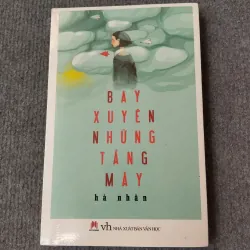 BAY
XUYÊN
NHỮNG
TẦNG
MÂY
hà nhân
vh NHÀ XUẤT BẢN VĂN HỌC